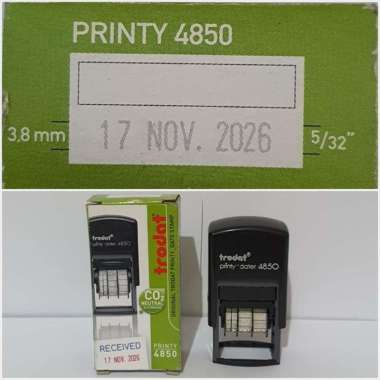 PRINTY 4850
3,8 mm
17 NOV. 2026
5/32"
trodat
printy-dater 4850
CO2
NEUTRAL
RECEIVED
17 NOV. 2026
trodat
ORIGINAL TRODAT PRINTY DATE STAMP
PRINTY
4850
trodat
printy-dater 4850